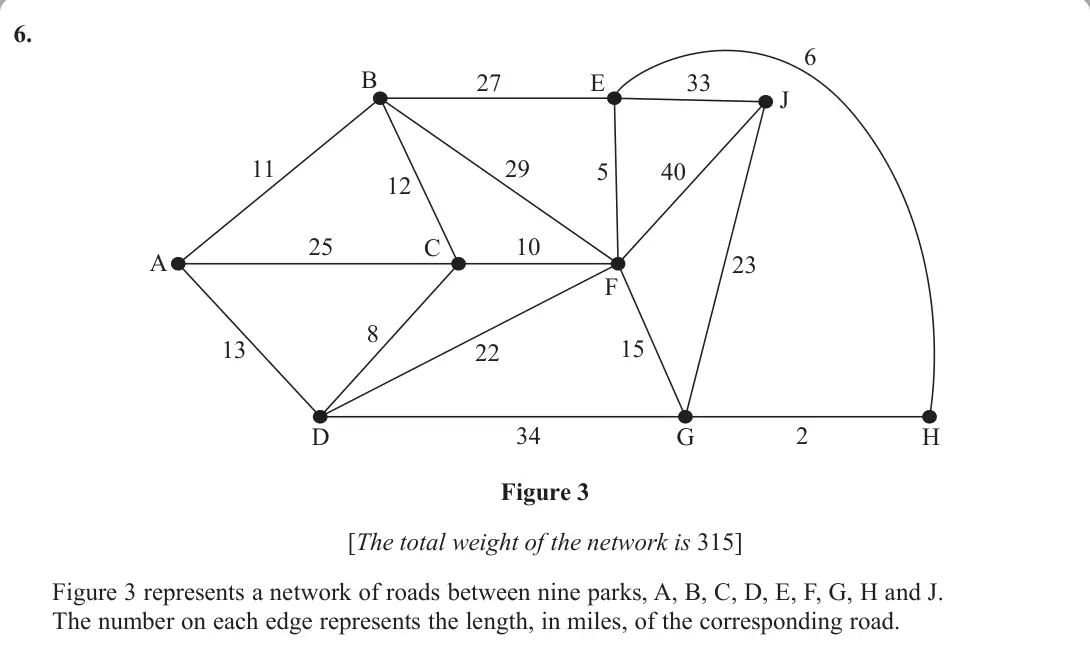 6.
6
B
27
E
33
J
11
29
5
40
12
25
C
10
A
23
F
8
13
22
15
D
34
G
2
H
Figure 3
[The total weight of the network is 315]
Figure 3 represents a network of roads between nine parks, A, B, C, D, E, F, G, H and J.
The number on each edge represents the length, in miles, of the corresponding road.